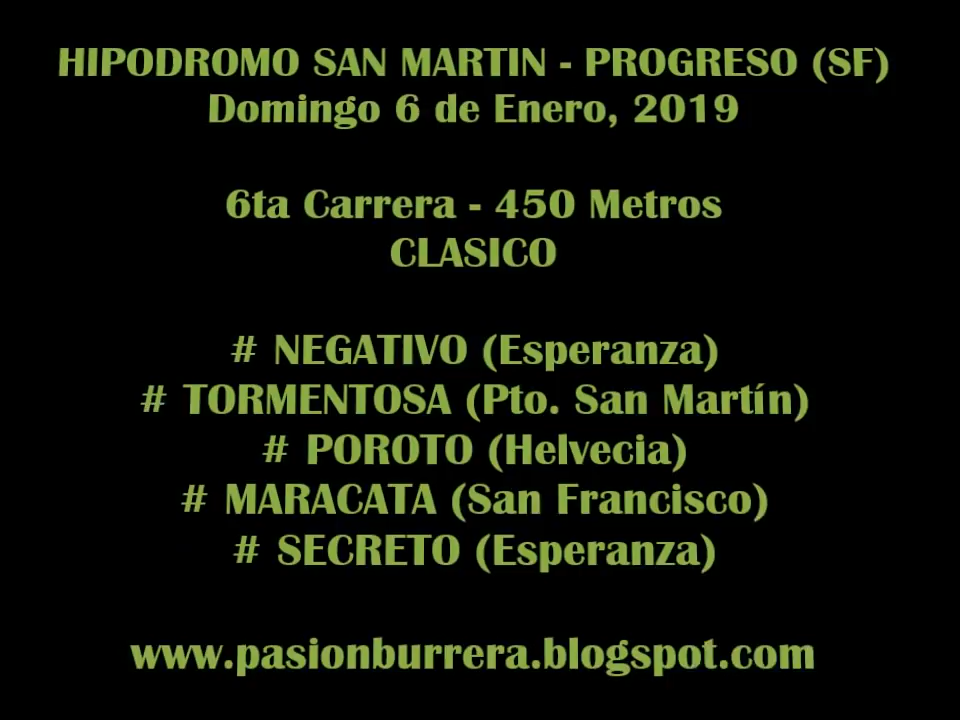 HIPODROMO SAN MARTIN - PROGRESO (SF)
Domingo 6 de Enero, 2019
6ta Carrera - 450 Metros
CLASICO
# NEGATIVO (Esperanza)
# TORMENTOSA (Pto. San Martín)
# POROTO (Helvecia)
# MARACATA (San Francisco)
# SECRETO (Esperanza)
www.pasionburrera.blogspot.com